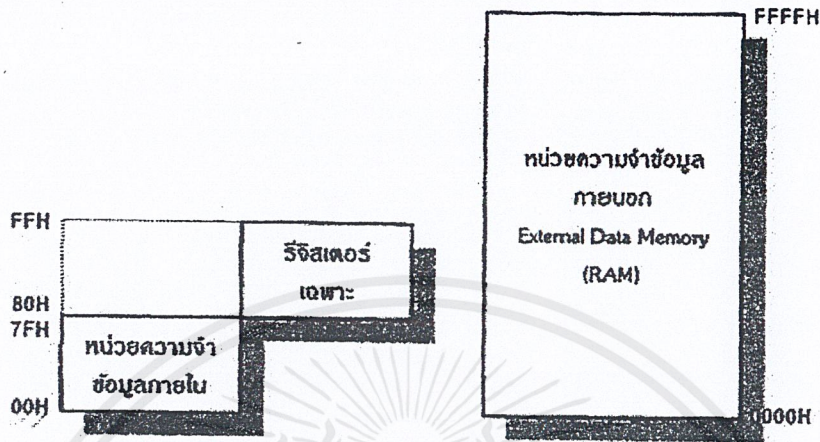 FFFFH
หน่วยความจำข้อมูล
ภายนอก
External Data Memory
(RAM)
0000H
FFH
80H
7FH
00H
รีจิสเตอร์
เฉพาะ
หน่วยความจำ
ข้อมูลภายใน